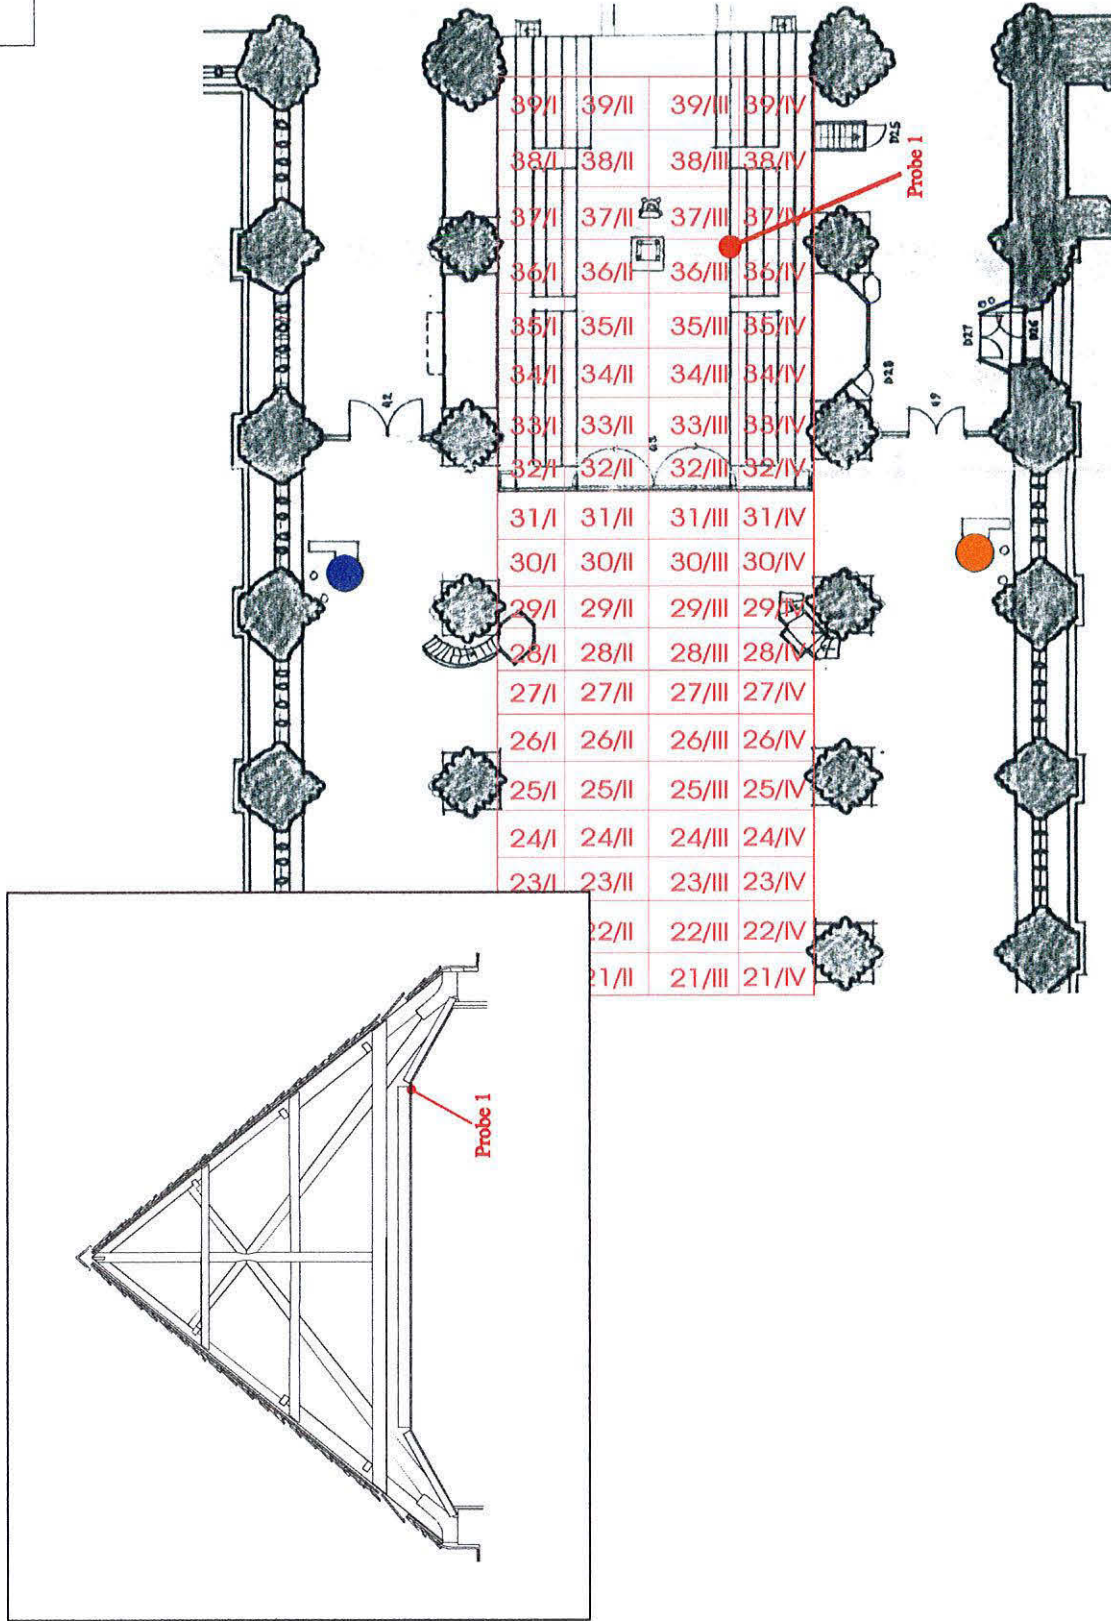 39/I 39/II 39/III 39/IV
38/I 38/II 38/III 38/IV
D25
Probe 1
37/I 37/II 37/III 37/IV
36/I 36/II 36/III 36/IV
35/I 35/II 35/III 35/IV
D27
D26
34/I 34/II 34/III 34/IV
D28
42
33/I 33/II 33/III 33/IV
49
63
32/I 32/II 32/III 32/IV
31/I 31/II 31/III 31/IV
30/I 30/II 30/III 30/IV
29/I 29/II 29/III 29/IV
28/I 28/II 28/III 28/IV
27/I 27/II 27/III 27/IV
26/I 26/II 26/III 26/IV
25/I 25/II 25/III 25/IV
24/I 24/II 24/III 24/IV
23/I 23/II 23/III 23/IV
22/II 22/III 22/IV
21/II 21/III 21/IV
Probe 1